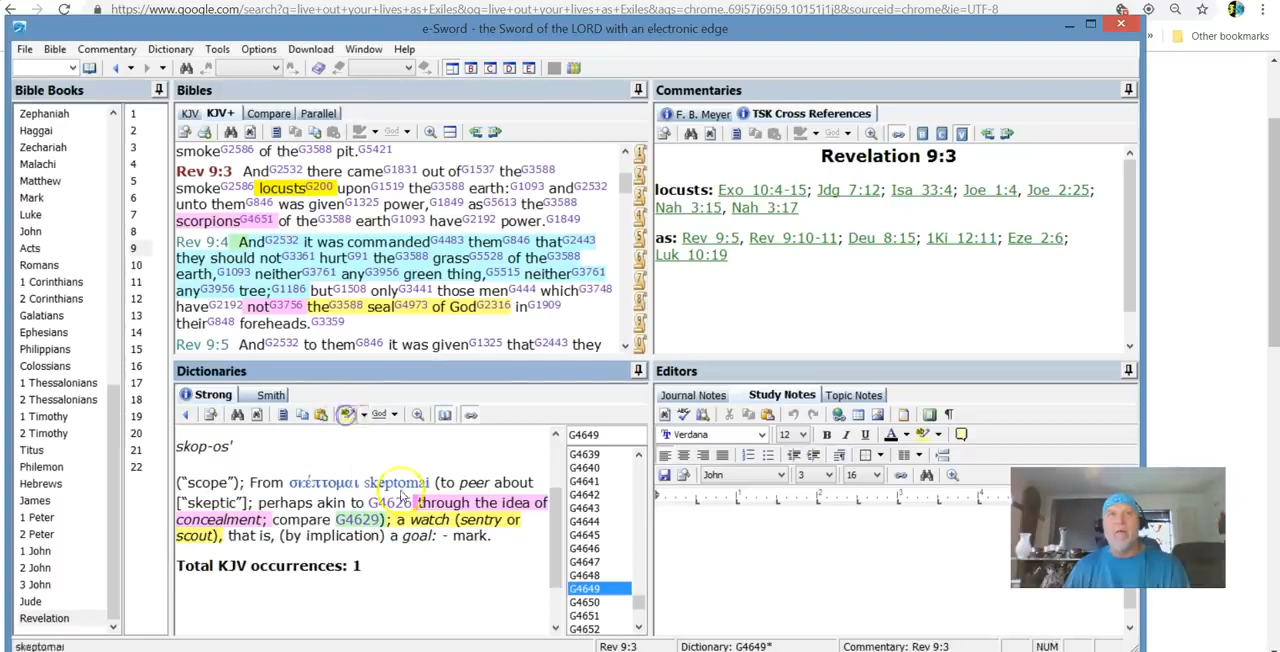 https://www.google.com/search?q=live+out+your+lives+as+Exiles&oq=live+out+your+lives+as+Exiles&aqs=chrome..69i57j69i59.10151j1j8&sourceid=chrome&ie=UTF-8
e-Sword - the Sword of the LORD with an electronic edge
» Other bookmarks
File Bible Commentary Dictionary Tools Options Download Window Help
B C D E
Bible Books
Zephaniah
Haggai
Zechariah
Malachi
Matthew
Mark
Luke
John
Acts
Romans
1 Corinthians
2 Corinthians
Galatians
Ephesians
Philippians
Colossians
1 Thessalonians
2 Thessalonians
1 Timothy
2 Timothy
Titus
Philemon
Hebrews
James
1 Peter
2 Peter
1 John
2 John
3 John
Jude
Revelation
1
2
3
4
5
6
7
8
9
10
11
12
13
14
15
16
17
18
19
20
21
22
Bibles
KJV KJV+ Compare Parallel
God
smokeG2586 of theG3588 pit.G5421
Rev 9:3 AndG2532 there cameG1831 out ofG1537 theG3588
smokeG2586 locustsG200 uponG1519 theG3588 earth:G1093 andG2532
unto themG846 was givenG1325 power,G1849 asG5613 theG3588
scorpionsG4651 of theG3588 earthG1093 haveG2192 power.G1849
Rev 9:4 AndG2532 it was commandedG4483 themG846 thatG2443
they should notG3361 hurtG91 theG3588 grassG5528 of theG3588
earth,G1093 neitherG3761 anyG3956 green thing,G5515 neitherG3761
anyG3956 tree;G1186 butG1508 onlyG3441 those menG444 whichG3748
haveG2192 notG3756 theG3588 sealG4973 of GodG2316 inG1909
theirG848 foreheads.G3359
Rev 9:5 AndG2532 to themG846 it was givenG1325 thatG2443 they
Commentaries
F. B. Meyer TSK Cross References
God
Revelation 9:3
locusts: Exo 10:4-15; Jdg 7:12; Isa 33:4; Joe 1:4, Joe 2:25;
Nah 3:15, Nah 3:17
as: Rev 9:5, Rev 9:10-11; Deu 8:15; 1Ki 12:11; Eze 2:6;
Luk 10:19
Dictionaries
Strong Smith
God
skop-os'
(“scope”); From σκέπτομαι skeptomai (to peer about
[“skeptic”]; perhaps akin to G4626 through the idea of
concealment; compare G4629); a watch (sentry or
scout), that is, (by implication) a goal: - mark.
Total KJV occurrences: 1
G4649
G4639
G4640
G4641
G4642
G4643
G4644
G4645
G4646
G4647
G4648
G4649
G4650
G4651
G4652
Editors
Journal Notes Study Notes Topic Notes
Verdana 12 B I U A
John 3 16
1 2 3 4
skeptomai Rev 9:3 Dictionary: G4649* Commentary: Rev 9:3 NUM